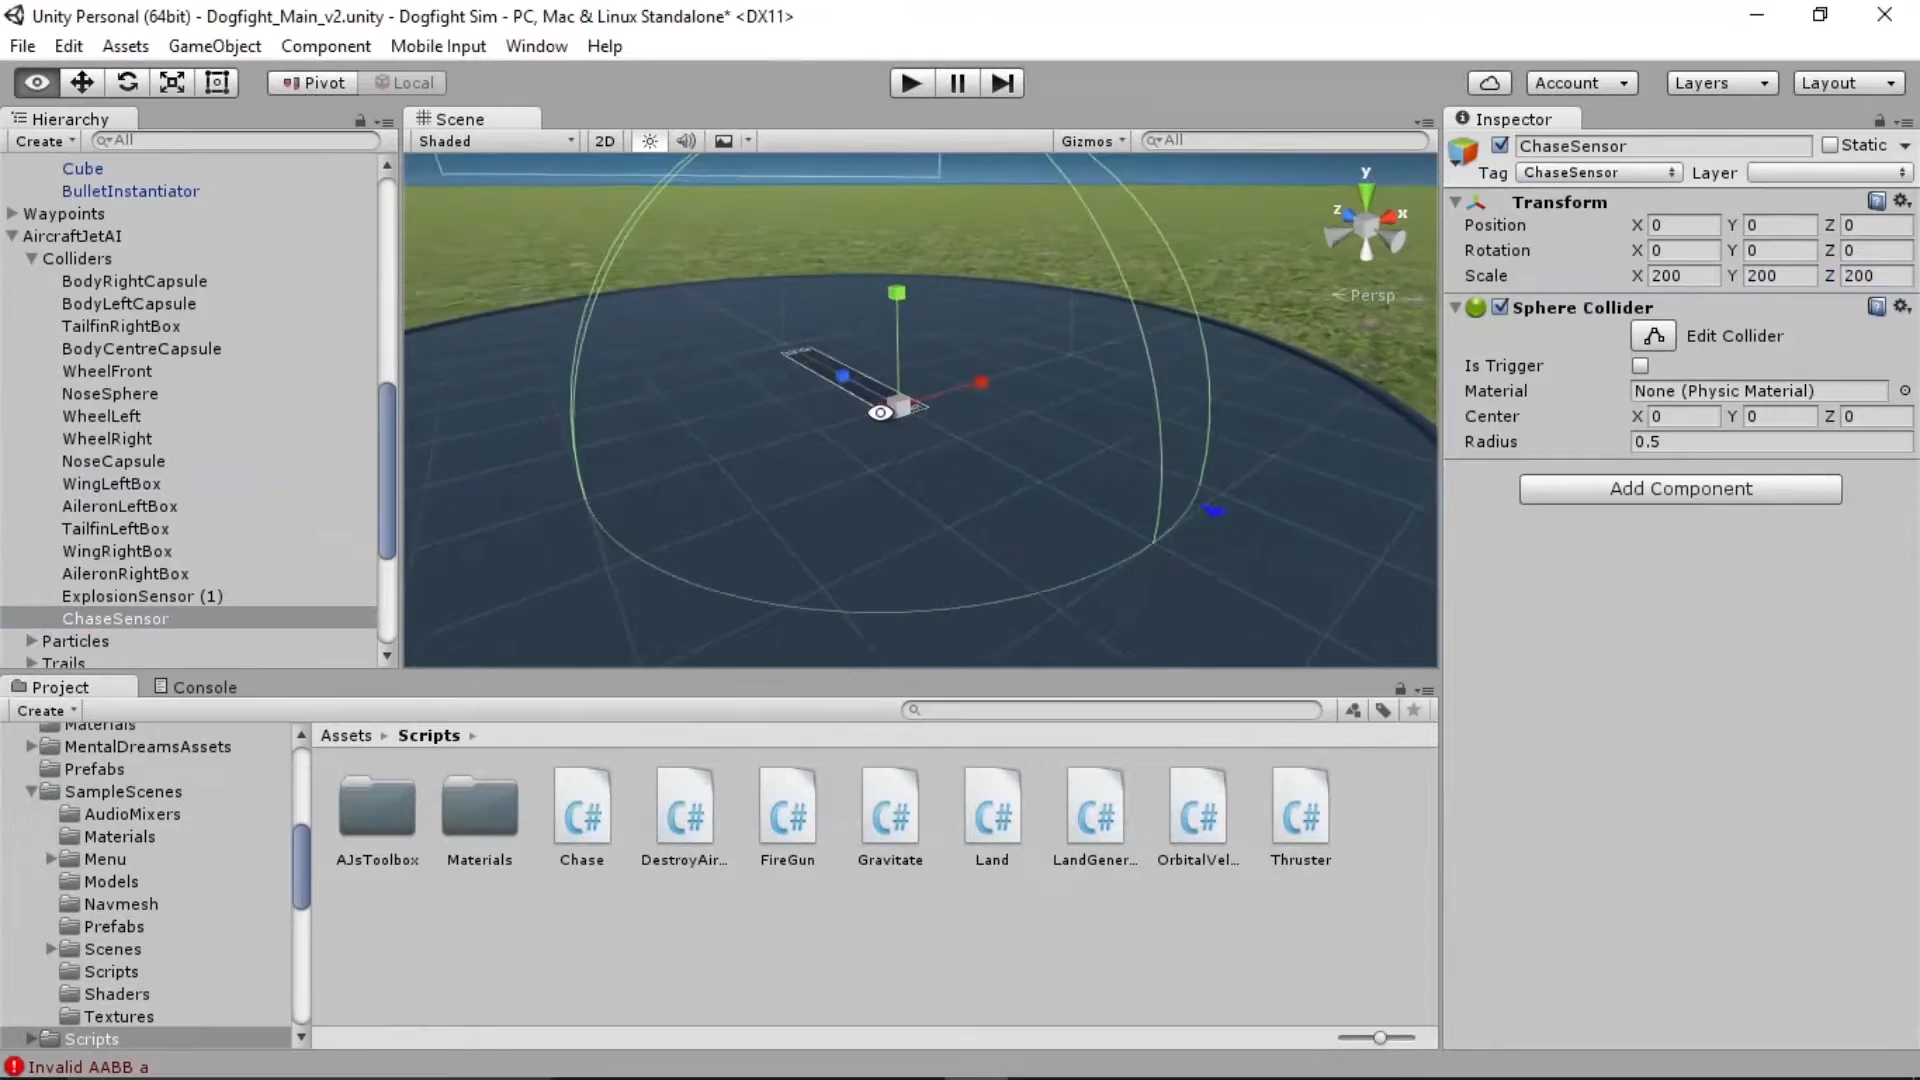 Unity Personal (64bit) - Dogfight_Main_v2.unity - Dogfight Sim - PC, Mac & Linux Standalone* <DX11>
File Edit Assets GameObject Component Mobile Input Window Help
Pivot Local Account Layers Layout
Hierarchy
Create All
Cube
BulletInstantiator
Waypoints
AircraftJetAI
Colliders
BodyRightCapsule
BodyLeftCapsule
TailfinRightBox
BodyCentreCapsule
WheelFront
NoseSphere
WheelLeft
WheelRight
NoseCapsule
WingLeftBox
AileronLeftBox
TailfinLeftBox
WingRightBox
AileronRightBox
ExplosionSensor (1)
ChaseSensor
Particles
Trails
Scene
Shaded 2D Gizmos All
y
z x
Persp
Inspector
ChaseSensor Static
Tag ChaseSensor Layer
Transform
Position X 0 Y 0 Z 0
Rotation X 0 Y 0 Z 0
Scale X 200 Y 200 Z 200
Sphere Collider
Edit Collider
Is Trigger
Material None (Physic Material)
Center X 0 Y 0 Z 0
Radius 0.5
Add Component
Project Console
Create
Materials
MentalDreamsAssets
Prefabs
SampleScenes
AudioMixers
Materials
Menu
Models
Navmesh
Prefabs
Scenes
Scripts
Shaders
Textures
Scripts
Assets Scripts
C# C# C# C# C# C# C# C#
AJsToolbox Materials Chase DestroyAir... FireGun Gravitate Land LandGener... OrbitalVel... Thruster
Invalid AABB a